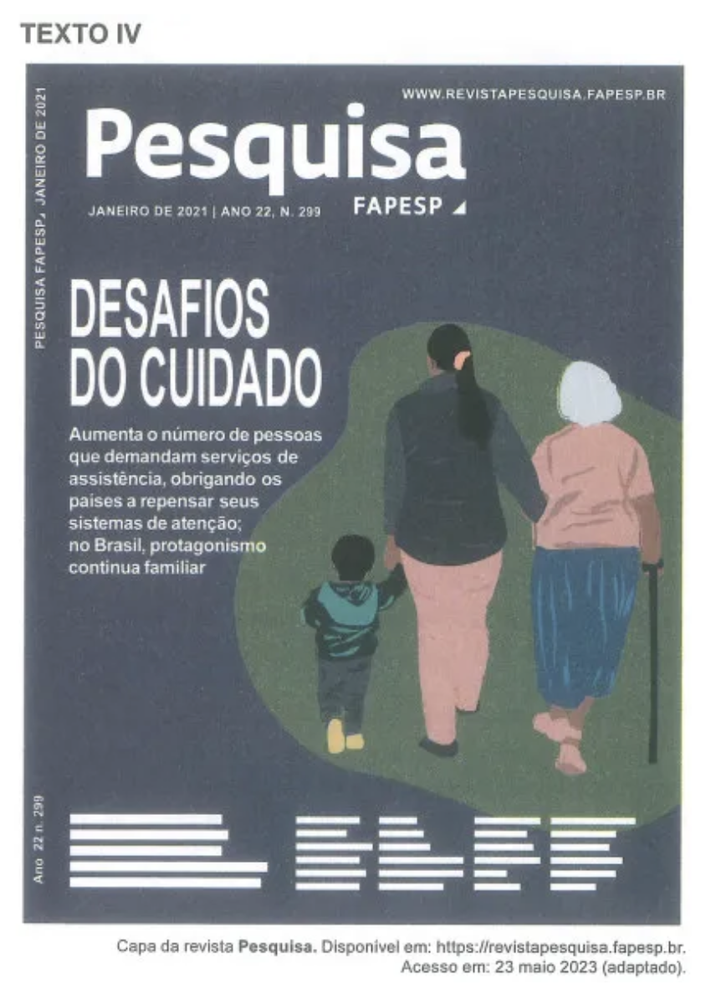 TEXTO IV
WWW.REVISTAPESQUISA.FAPESP.BR
PESQUISA FAPESP JANEIRO DE 2021
Pesquisa
JANEIRO DE 2021 | ANO 22, N. 299
FAPESP
DESAFIOS
DO CUIDADO
Aumenta o número de pessoas
que demandam serviços de
assistência, obrigando os
países a repensar seus
sistemas de atenção;
no Brasil, protagonismo
continua familiar
Ano 22 n. 299
Capa da revista Pesquisa. Disponível em: https://revistapesquisa.fapesp.br.
Acesso em: 23 maio 2023 (adaptado).